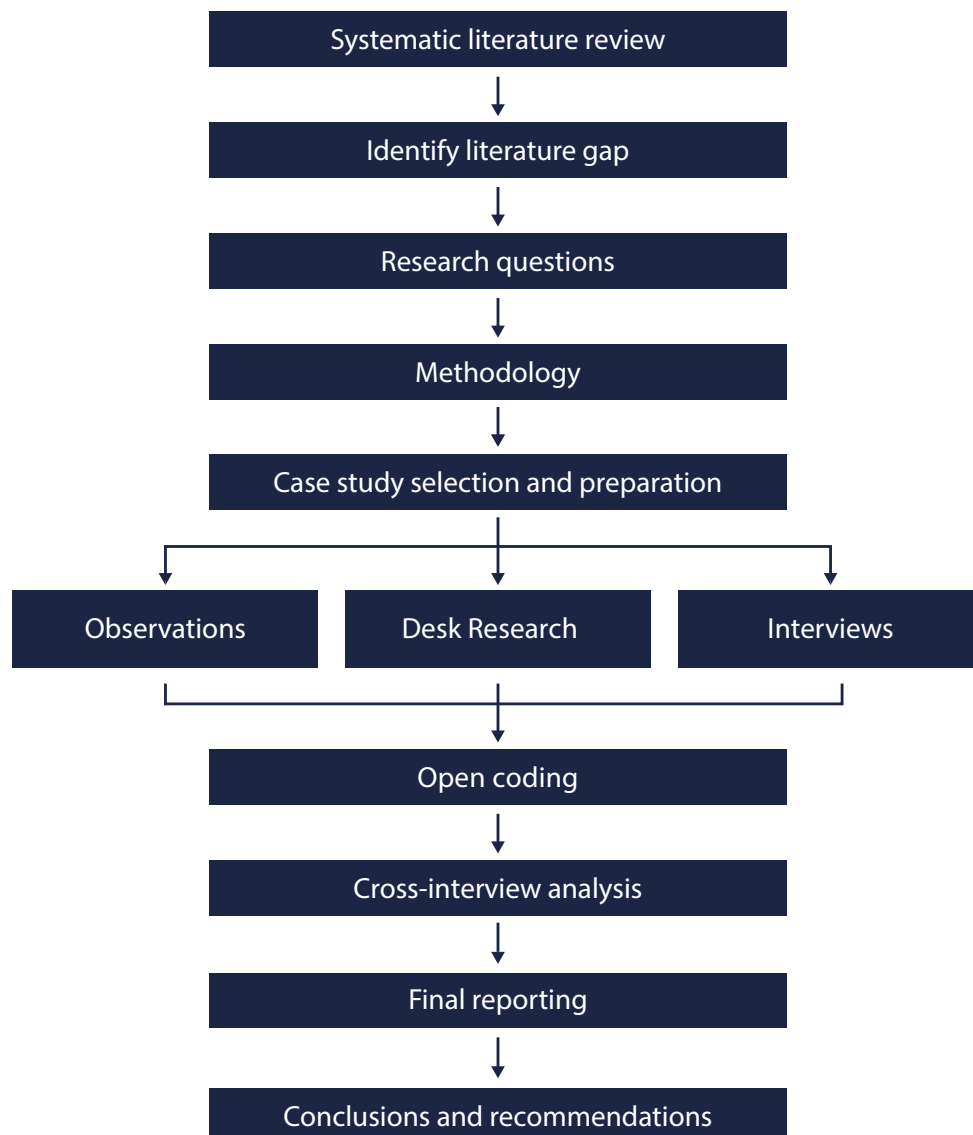 Systematic literature review
Identify literature gap
Research questions
Methodology
Case study selection and preparation
Observations
Desk Research
Interviews
Open coding
Cross-interview analysis
Final reporting
Conclusions and recommendations